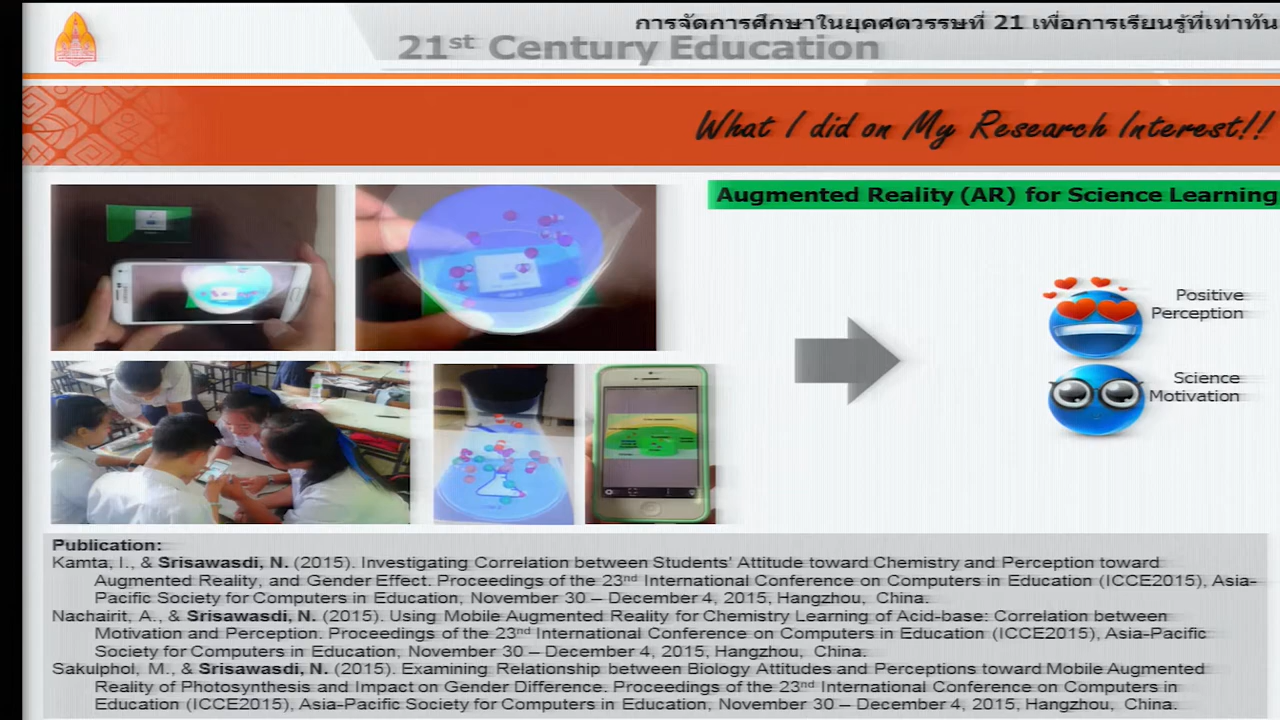 การจัดการศึกษาในยุคศตวรรษที่ 21 เพื่อการเรียนรู้ที่เท่าทัน
21st Century Education
What I did on My Research Interest!!
Augmented Reality (AR) for Science Learning
Positive
Perception
Science
Motivation
Publication:
Kamta, I., & Srisawasdi, N. (2015). Investigating Correlation between Students' Attitude toward Chemistry and Perception toward
Augmented Reality, and Gender Effect. Proceedings of the 23nd International Conference on Computers in Education (ICCE2015), Asia-
Pacific Society for Computers in Education, November 30 – December 4, 2015, Hangzhou, China.
Nachairit, A., & Srisawasdi, N. (2015). Using Mobile Augmented Reality for Chemistry Learning of Acid-base: Correlation between
Motivation and Perception. Proceedings of the 23nd International Conference on Computers in Education (ICCE2015), Asia-Pacific
Society for Computers in Education, November 30 – December 4, 2015, Hangzhou, China.
Sakulphol, M., & Srisawasdi, N. (2015). Examining Relationship between Biology Attitudes and Perceptions toward Mobile Augmented
Reality of Photosynthesis and Impact on Gender Difference. Proceedings of the 23nd International Conference on Computers in
Education (ICCE2015), Asia-Pacific Society for Computers in Education, November 30 – December 4, 2015, Hangzhou, China.